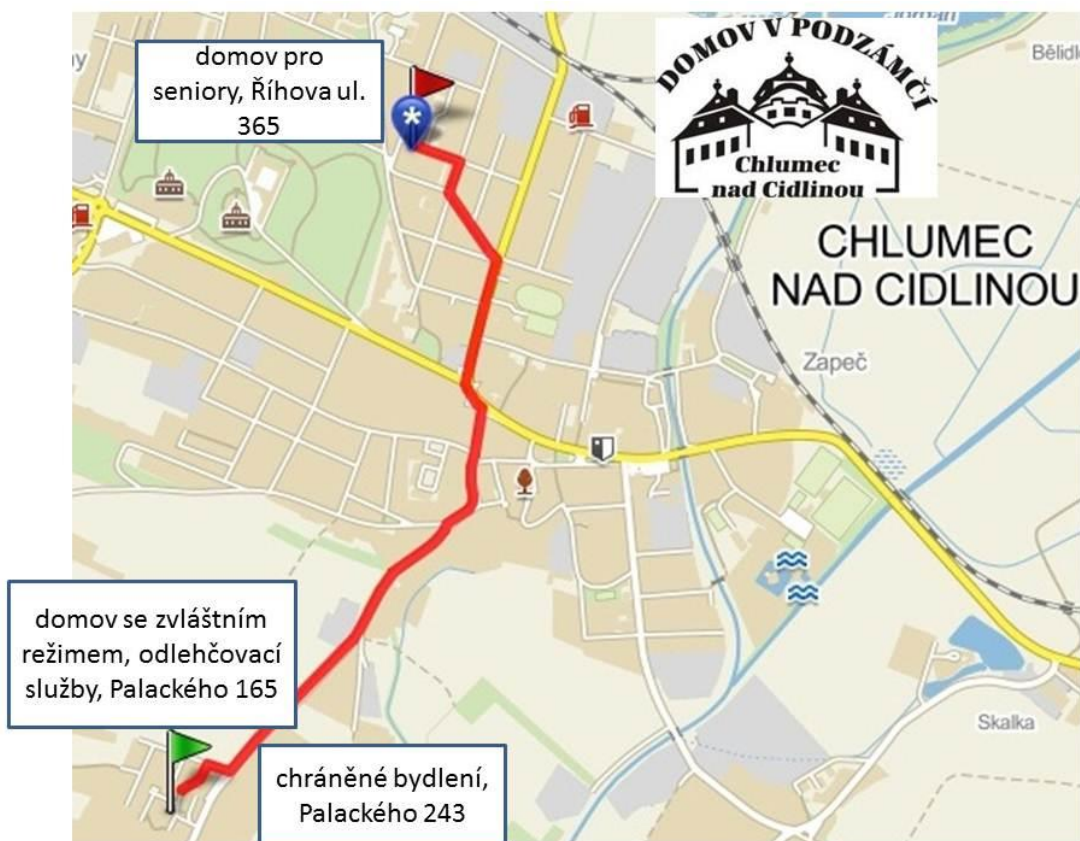 domov pro
seniory, Říhova ul.
365
DOMOV V PODZÁMČÍ
Chlumec
nad Cidlinou
CHLUMEC
NAD CIDLINOU
Zapeč
domov se zvláštním
režimem, odlehčovací
služby, Palackého 165
Skalka
chráněné bydlení,
Palackého 243